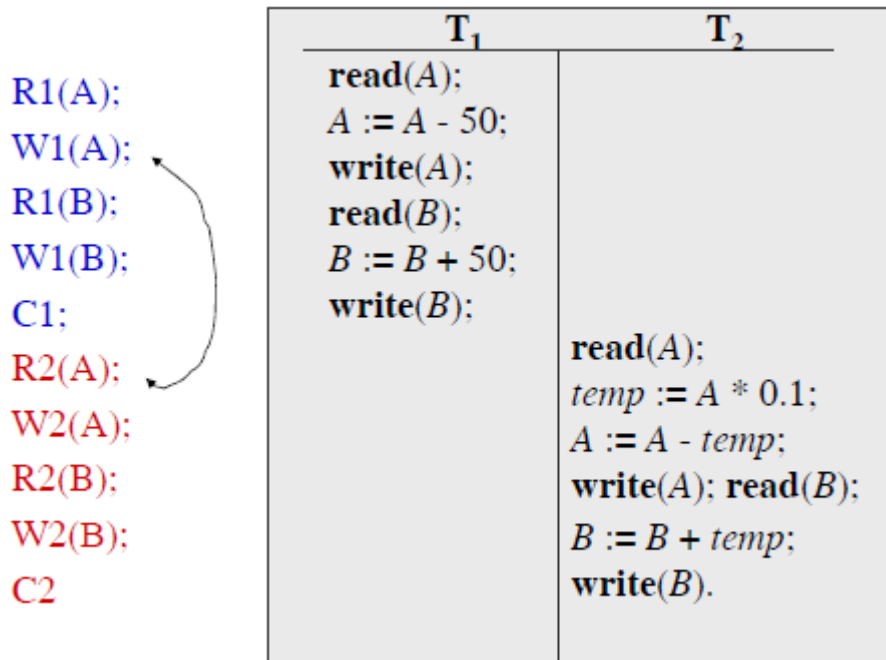 R1(A);
W1(A);
R1(B);
W1(B);
C1;
R2(A);
W2(A);
R2(B);
W2(B);
C2
T1 T2
read(A);
A := A - 50;
write(A);
read(B);
B := B + 50;
write(B);
read(A);
temp := A * 0.1;
A := A - temp;
write(A); read(B);
B := B + temp;
write(B).